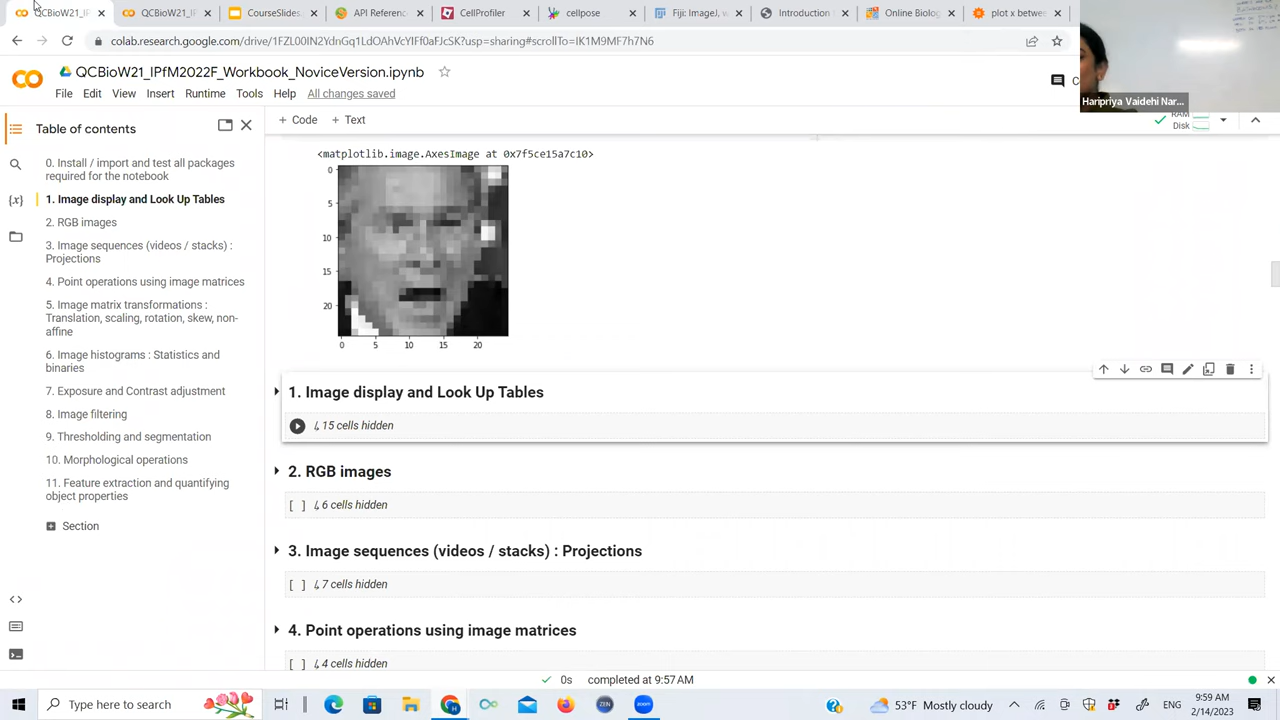 QCBioW21_IF
QCBioW21_IF
CourseSlides
API Referenc
CellProfiler
cellpose
Fiji: ImageJ, w
Introduction
Online Biolog
plot x betwee
colab.research.google.com/drive/
?usp=sharing#scrollTo=IK1M9MF7h7N6
QCBioW21_IPfM2022F_Workbook_NoviceVersion.ipynb
File Edit View Insert Runtime Tools Help All changes saved
Haripriya Vaidehi Nar...
RAM
Disk
Table of contents
+ Code + Text
0. Install / import and test all packages
required for the notebook
1. Image display and Look Up Tables
2. RGB images
3. Image sequences (videos / stacks) :
Projections
4. Point operations using image matrices
5. Image matrix transformations :
Translation, scaling, rotation, skew, non-
affine
6. Image histograms : Statistics and
binaries
7. Exposure and Contrast adjustment
8. Image filtering
9. Thresholding and segmentation
10. Morphological operations
11. Feature extraction and quantifying
object properties
Section
<matplotlib.image.AxesImage at 0x7f5ce15a7c10>
0
5
10
15
20
0 5 10 15 20
1. Image display and Look Up Tables
15 cells hidden
2. RGB images
[ ] 6 cells hidden
3. Image sequences (videos / stacks) : Projections
[ ] 7 cells hidden
4. Point operations using image matrices
[ ] 4 cells hidden
0s completed at 9:57 AM
Type here to search
ZEN
zoom
53°F Mostly cloudy
ENG
9:59 AM
2/14/2023